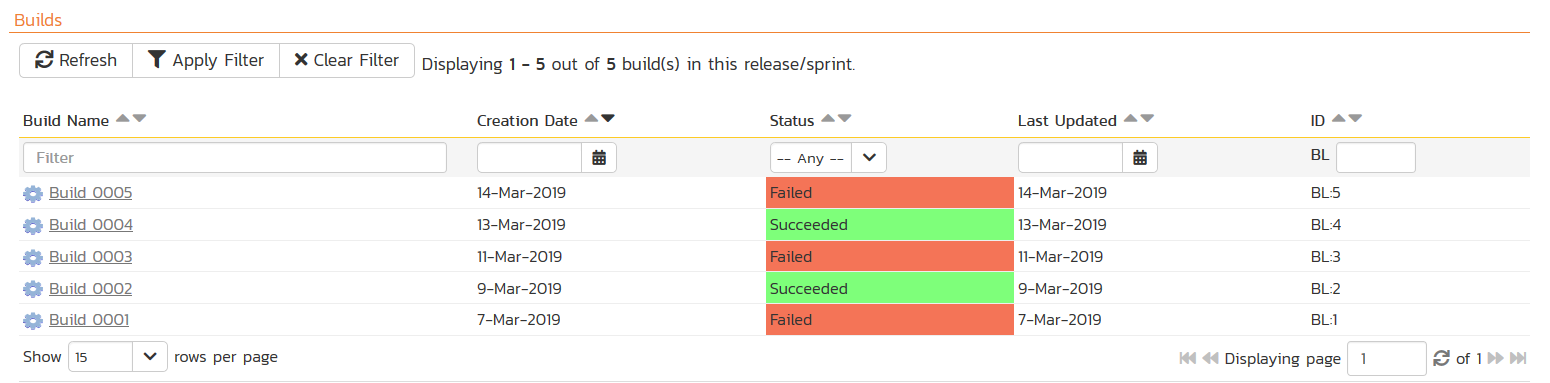 Builds
Refresh Apply Filter Clear Filter Displaying 1 - 5 out of 5 build(s) in this release/sprint.
Build Name Creation Date Status Last Updated ID
Filter -- Any -- BL
Build 0005 14-Mar-2019 Failed 14-Mar-2019 BL:5
Build 0004 13-Mar-2019 Succeeded 13-Mar-2019 BL:4
Build 0003 11-Mar-2019 Failed 11-Mar-2019 BL:3
Build 0002 9-Mar-2019 Succeeded 9-Mar-2019 BL:2
Build 0001 7-Mar-2019 Failed 7-Mar-2019 BL:1
Show 15 rows per page Displaying page 1 of 1